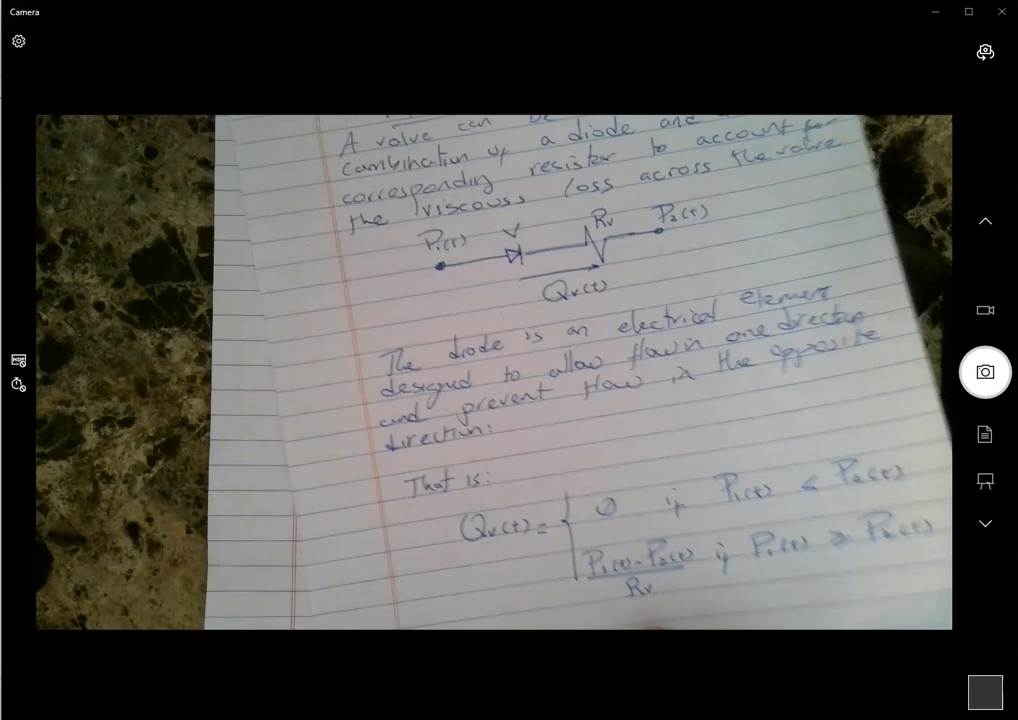 Camera
A valve can be
combination of a diode and
corresponding resistor to account for
the viscouss loss across the valve
P₁(t) V Rv P₂(t)
Qv(t)
The diode is an electrical element
designed to allow flow in one direction
and prevent flow in the opposite
direction:
That is:
Qv(t) = { 0 if P₁(t) < P₂(t)
P₁(t) - P₂(t) if P₁(t) ≥ P₂(t)
Rv